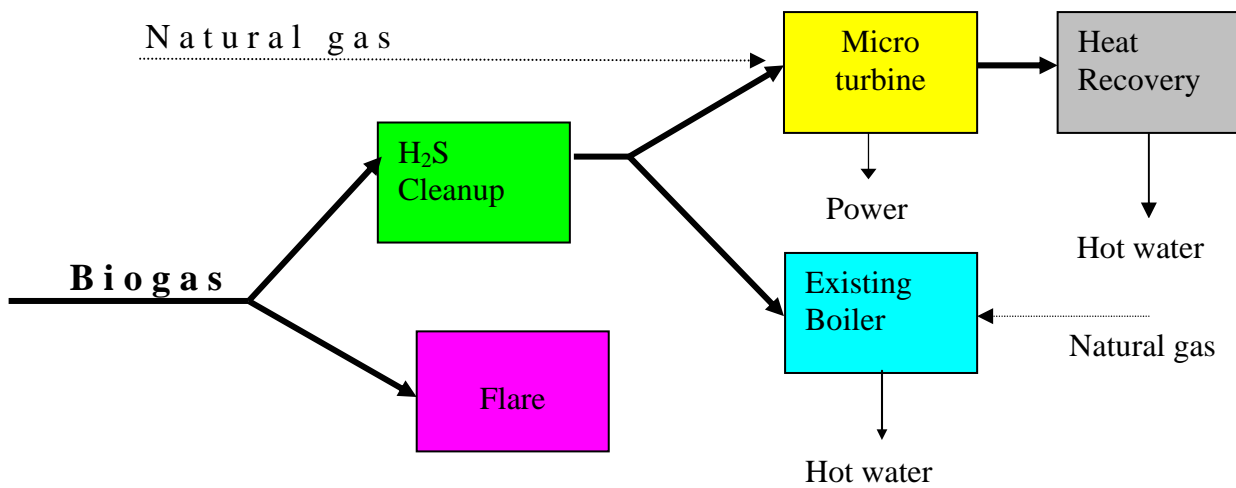 Natural gas
Micro
turbine
Heat
Recovery
H₂S
Cleanup
Power
Hot water
Biogas
Existing
Boiler
Natural gas
Flare
Hot water